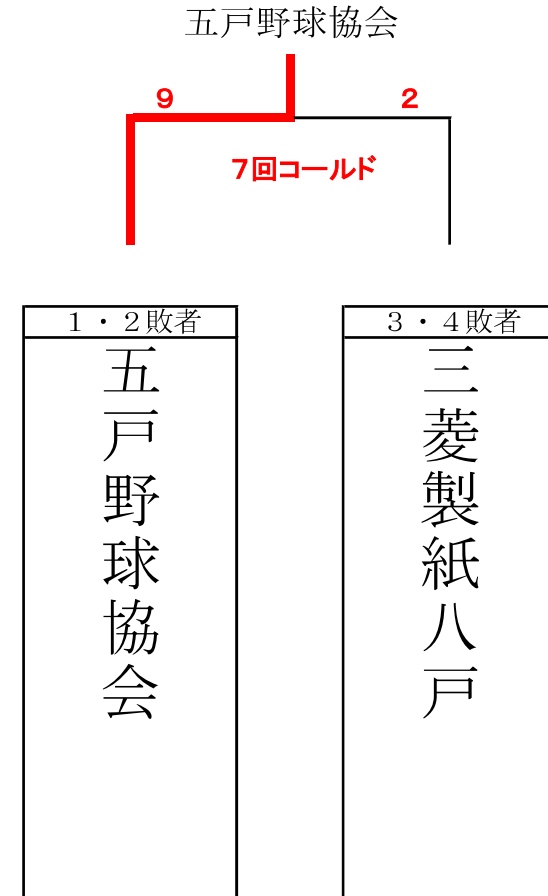 五戸野球協会
９ ２
７回コールド
１・２敗者 ３・４敗者
五戸野球協会
三菱製紙八戸